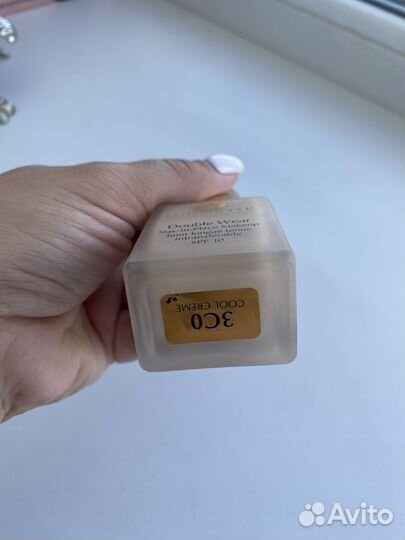 Double Wear
Stay-in-Place Makeup
Teint longue tenue
intransférable
SPF 10
3C0
COOL CREME
Avito